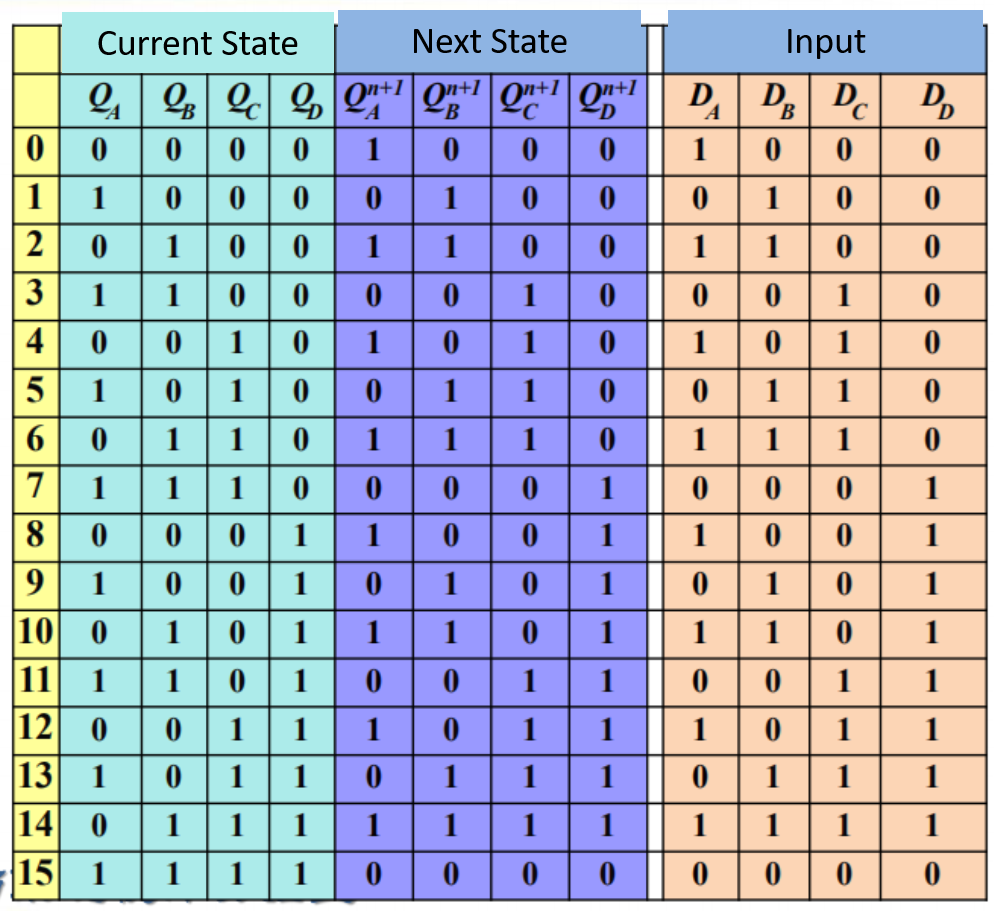 Current State Next State Input
Q_A Q_B Q_C Q_D Q_A^{n+1} Q_B^{n+1} Q_C^{n+1} Q_D^{n+1} D_A D_B D_C D_D
0 0 0 0 0 1 0 0 0 1 0 0 0
1 1 0 0 0 0 1 0 0 0 1 0 0
2 0 1 0 0 1 1 0 0 1 1 0 0
3 1 1 0 0 0 0 1 0 0 0 1 0
4 0 0 1 0 1 0 1 0 1 0 1 0
5 1 0 1 0 0 1 1 0 0 1 1 0
6 0 1 1 0 1 1 1 0 1 1 1 0
7 1 1 1 0 0 0 0 1 0 0 0 1
8 0 0 0 1 1 0 0 1 1 0 0 1
9 1 0 0 1 0 1 0 1 0 1 0 1
10 0 1 0 1 1 1 0 1 1 1 0 1
11 1 1 0 1 0 0 1 1 0 0 1 1
12 0 0 1 1 1 0 1 1 1 0 1 1
13 1 0 1 1 0 1 1 1 0 1 1 1
14 0 1 1 1 1 1 1 1 1 1 1 1
15 1 1 1 1 0 0 0 0 0 0 0 0